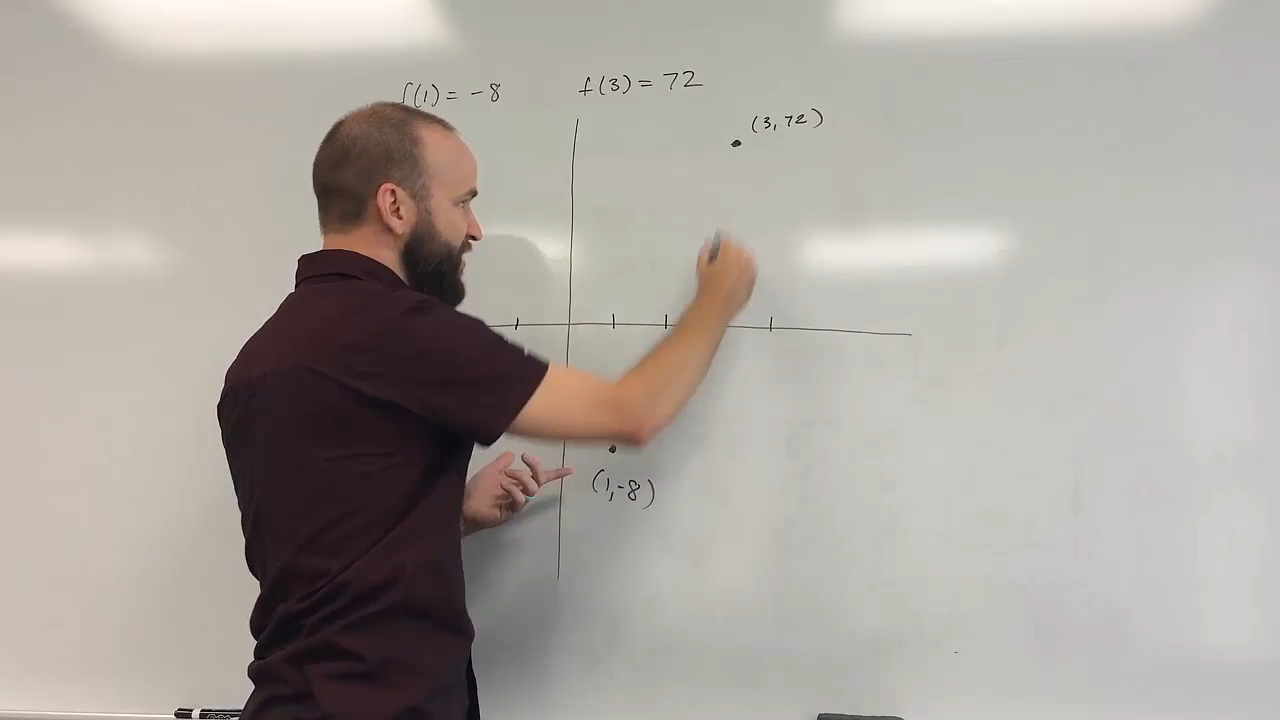 f(1) = -8
f(3) = 72
(3, 72)
(1, -8)